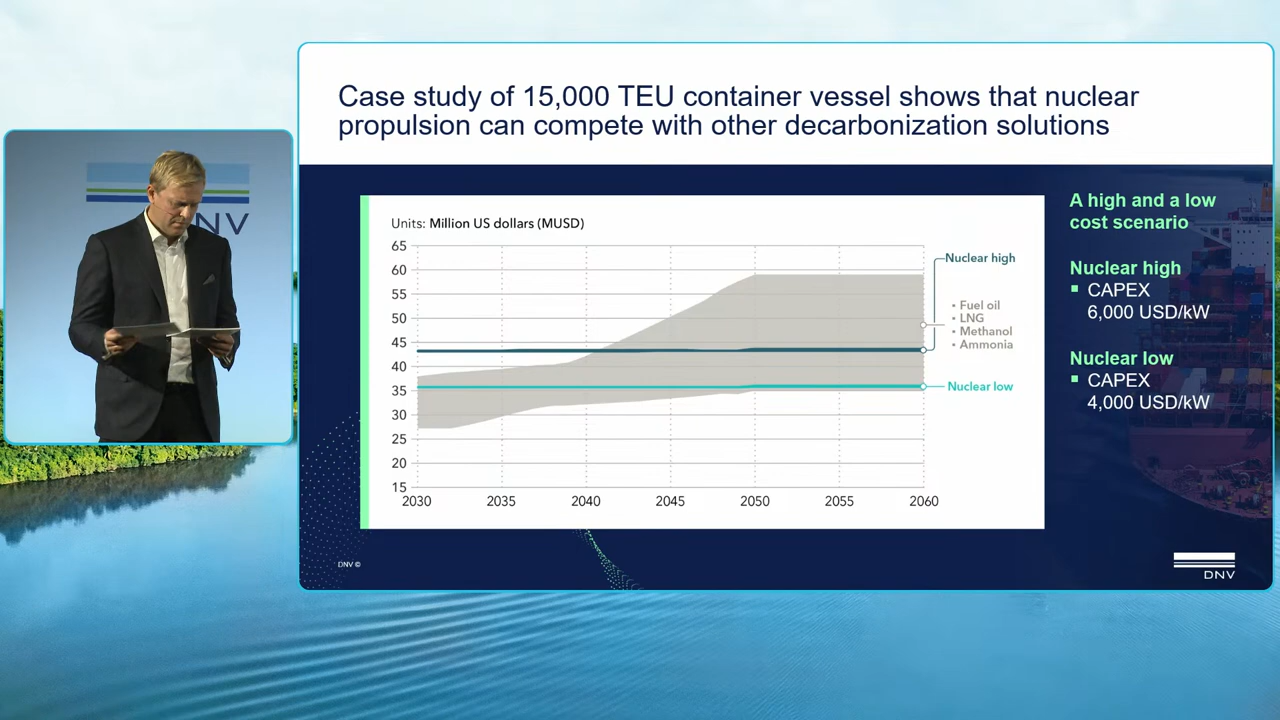 Case study of 15,000 TEU container vessel shows that nuclear
propulsion can compete with other decarbonization solutions
DNV
Units: Million US dollars (MUSD)
65
60
55
50
45
40
35
30
25
20
15
2030 2035 2040 2045 2050 2055 2060
Nuclear high
• Fuel oil
• LNG
• Methanol
• Ammonia
Nuclear low
A high and a low
cost scenario
Nuclear high
▪ CAPEX
6,000 USD/kW
Nuclear low
▪ CAPEX
4,000 USD/kW
DNV ©
DNV